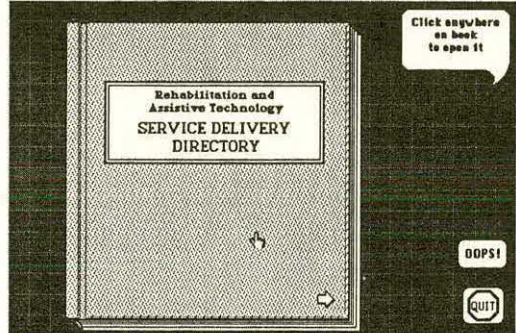 Click anywhere
on book
to open it
Rehabilitation and
Assistive Technology
SERVICE DELIVERY
DIRECTORY
OOPS!
QUIT